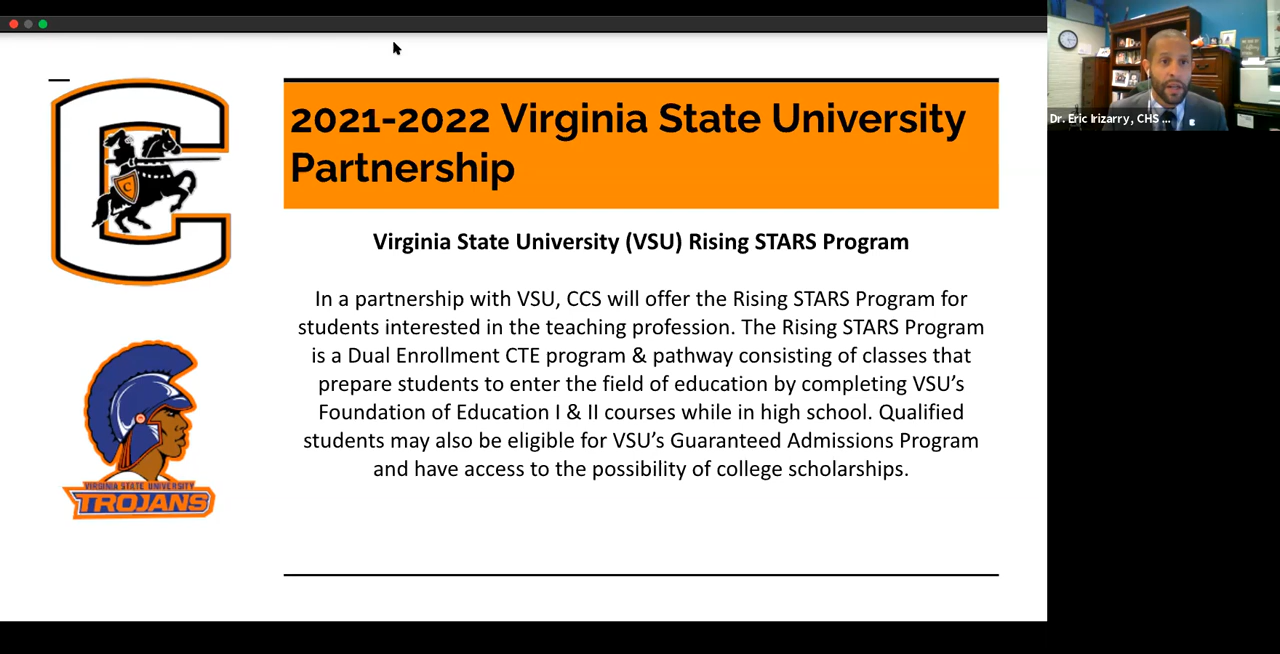 2021-2022 Virginia State University
Partnership
Virginia State University (VSU) Rising STARS Program
In a partnership with VSU, CCS will offer the Rising STARS Program for
students interested in the teaching profession. The Rising STARS Program
is a Dual Enrollment CTE program & pathway consisting of classes that
prepare students to enter the field of education by completing VSU’s
Foundation of Education I & II courses while in high school. Qualified
students may also be eligible for VSU’s Guaranteed Admissions Program
and have access to the possibility of college scholarships.
C
C
VIRGINIA STATE UNIVERSITY
TROJANS
Dr. Eric Irizarry, CHS ...